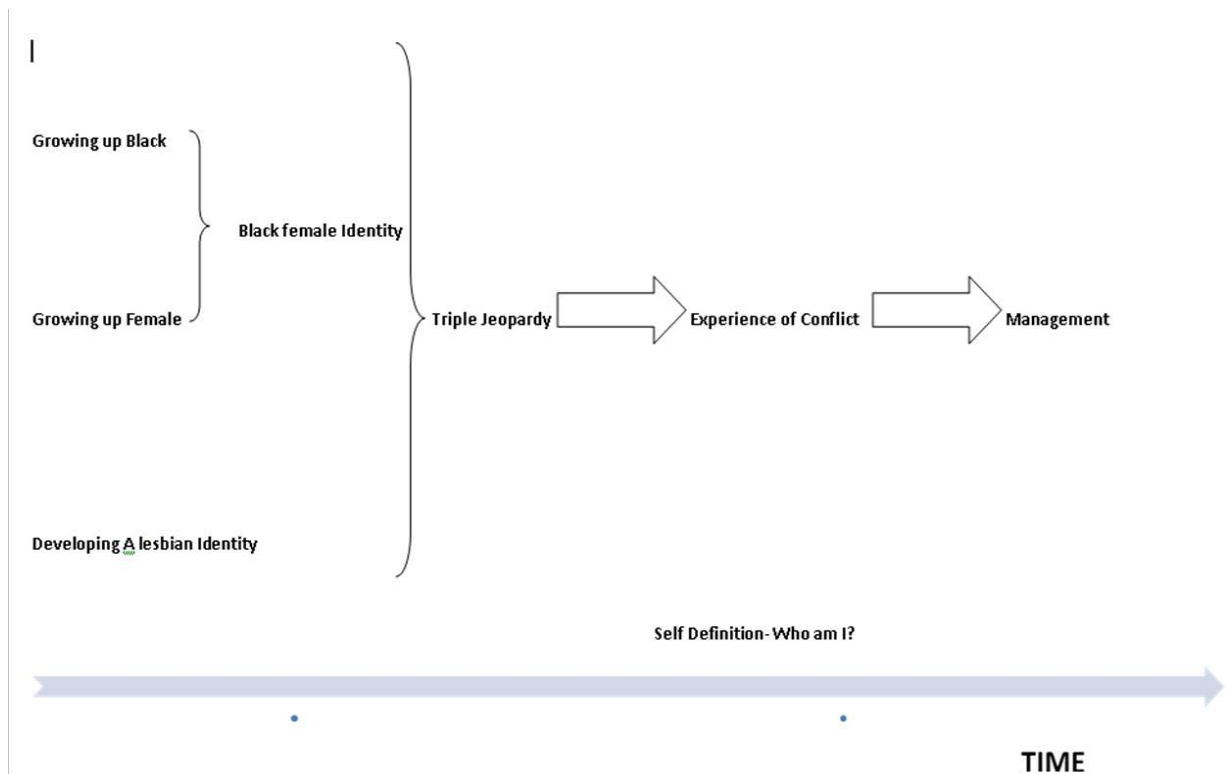 Growing up Black
Black female Identity
Growing up Female
Triple Jeopardy
Experience of Conflict
Management
Developing A lesbian Identity
Self Definition- Who am I?
TIME